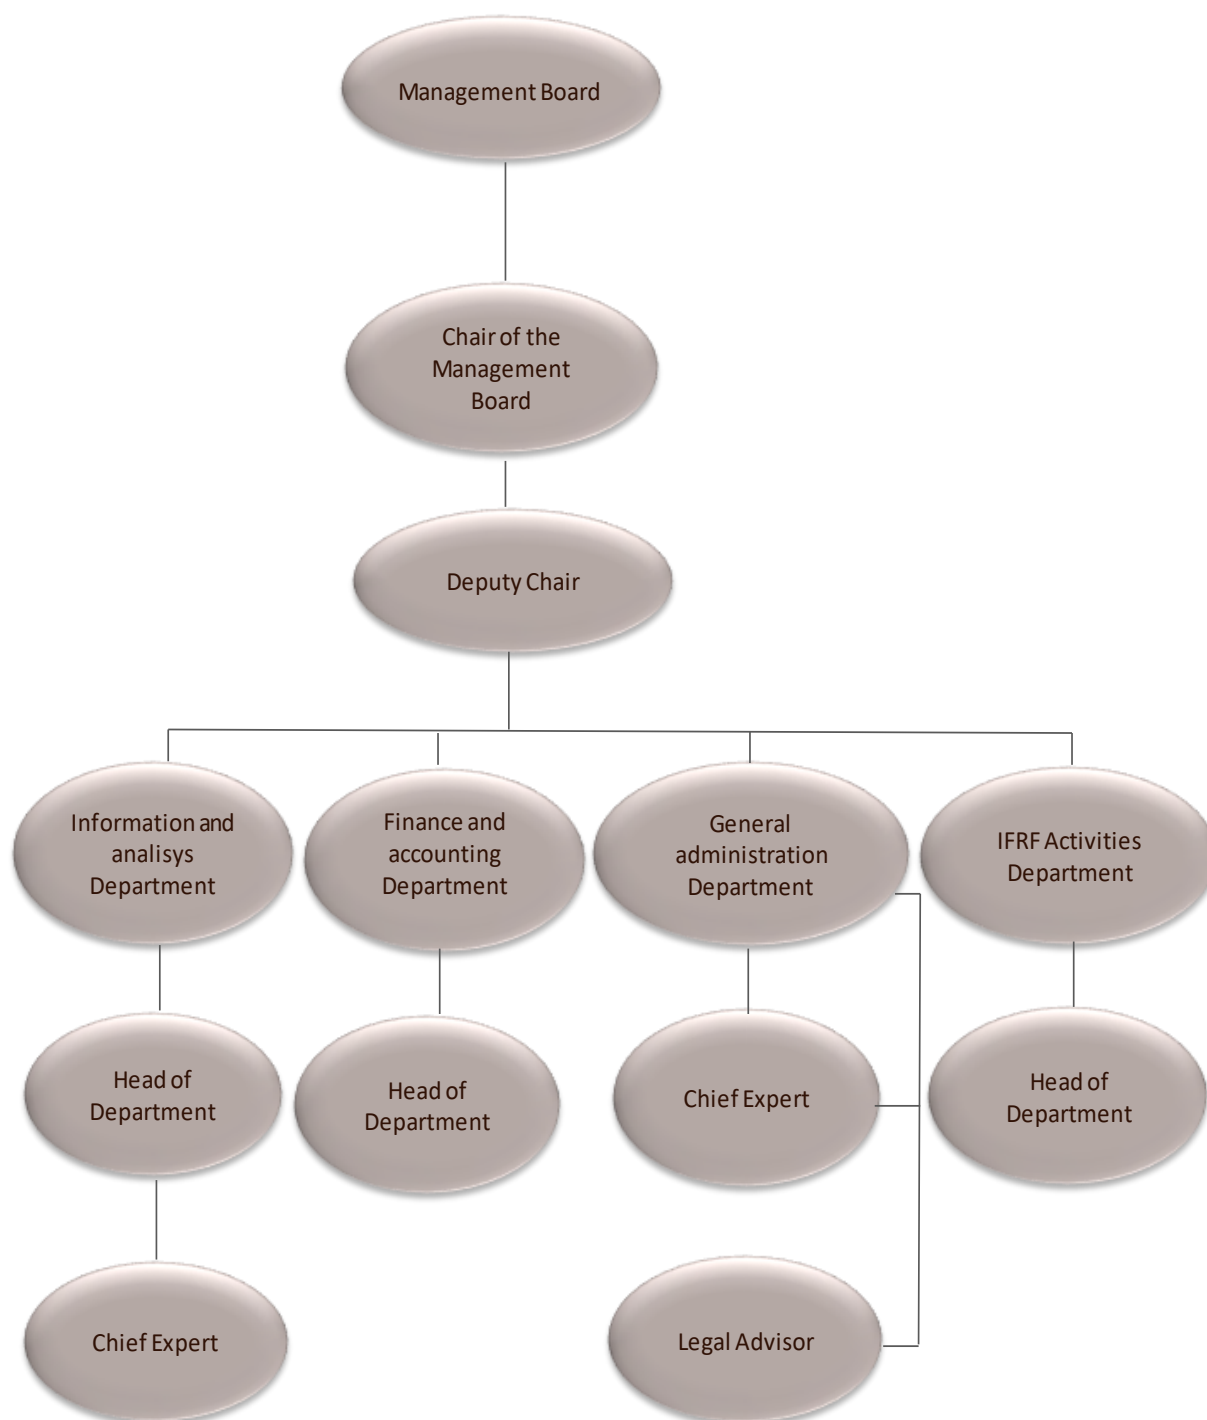 Management Board
Chair of the
Management
Board
Deputy Chair
Information and
analisys
Department
Finance and
accounting
Department
General
administration
Department
IFRF Activities
Department
Head of
Department
Head of
Department
Chief Expert
Head of
Department
Chief Expert
Legal Advisor